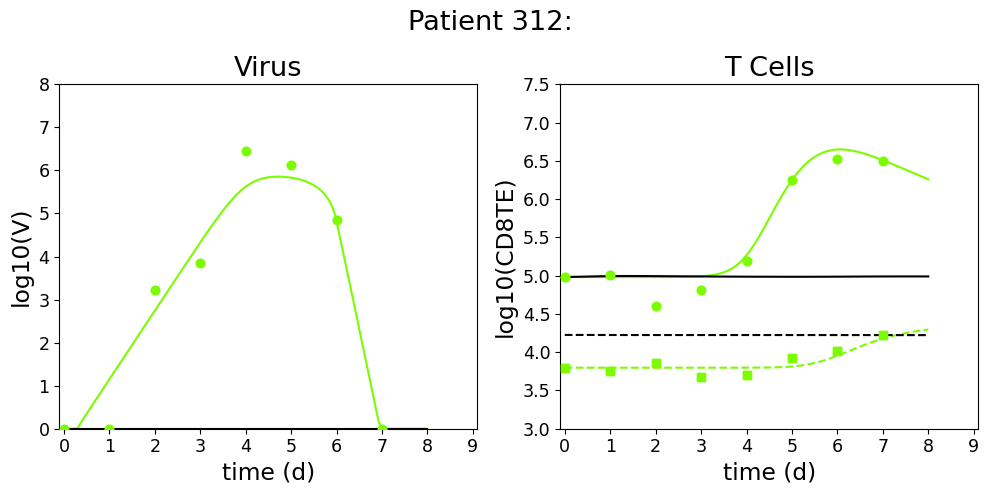 Patient 312:
Virus
T Cells
log10(V)
8
7
6
5
4
3
2
1
0
0 1 2 3 4 5 6 7 8 9
time (d)
log10(CD8TE)
7.5
7.0
6.5
6.0
5.5
5.0
4.5
4.0
3.5
3.0
0 1 2 3 4 5 6 7 8 9
time (d)